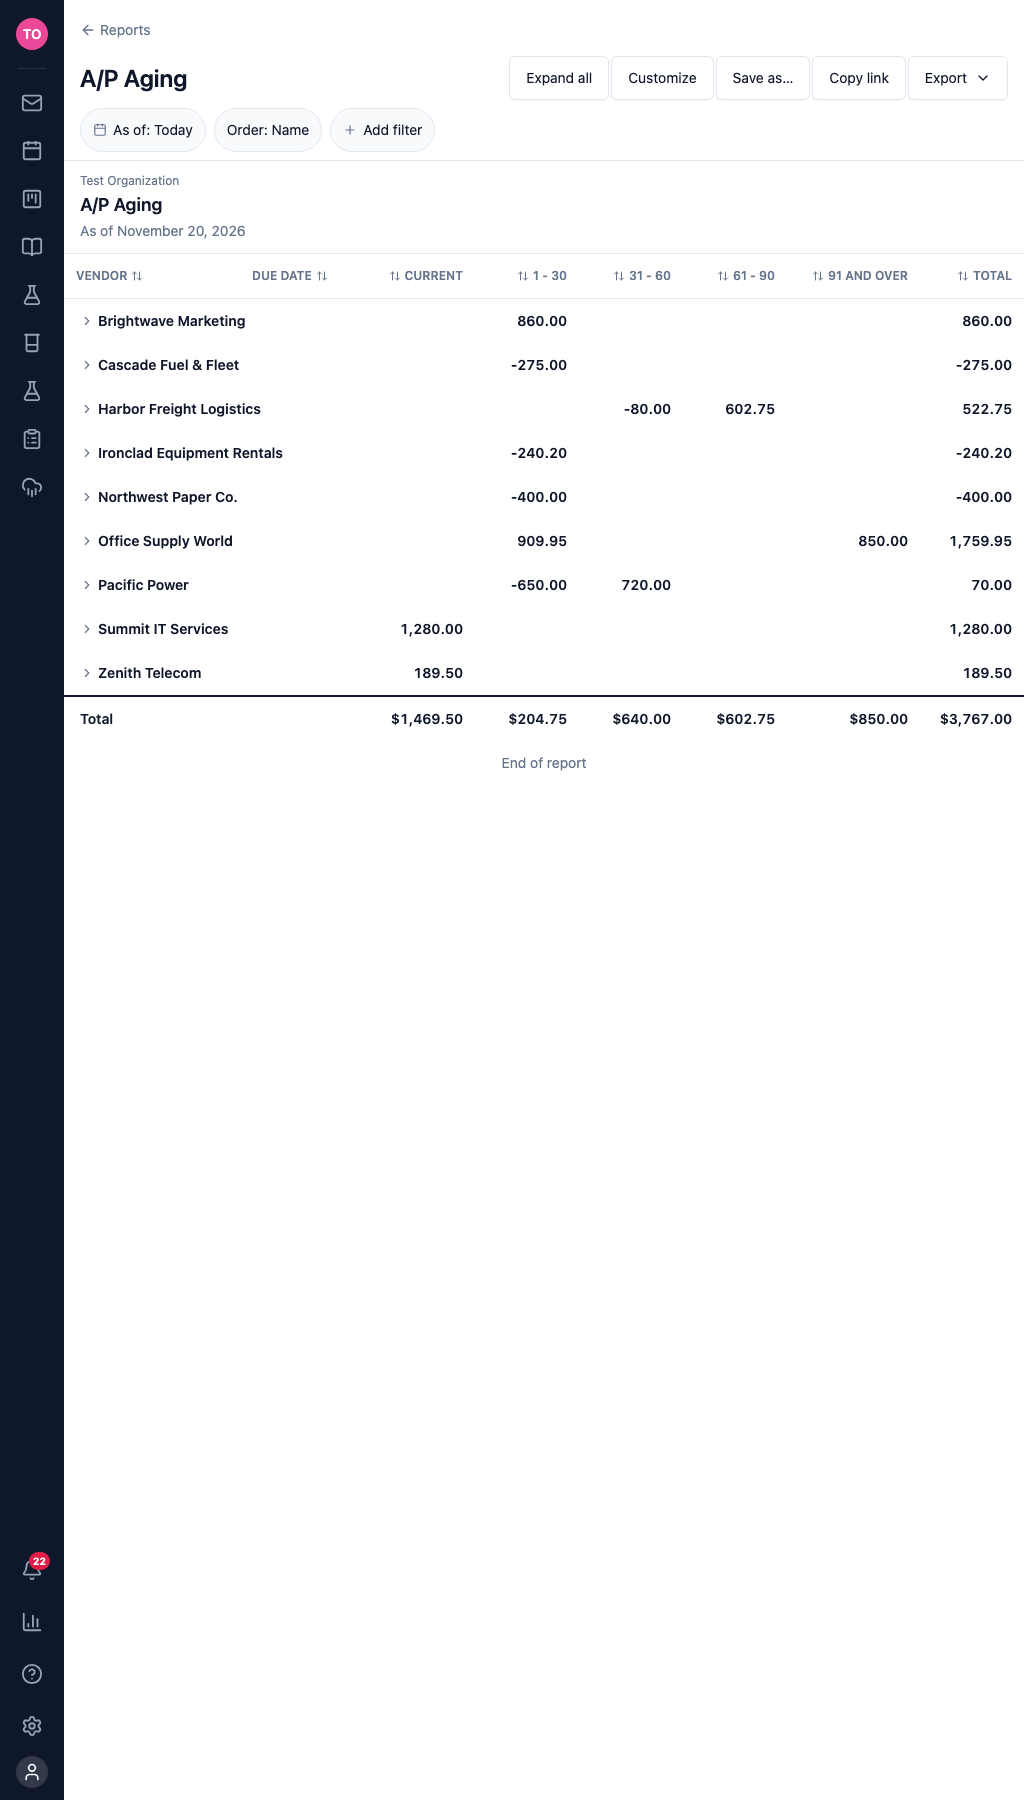 TO
Reports
A/P Aging
Expand all
Customize
Save as...
Copy link
Export
As of: Today
Order: Name
Add filter
Test Organization
A/P Aging
As of November 20, 2026
VENDOR DUE DATE CURRENT 1 - 30 31 - 60 61 - 90 91 AND OVER TOTAL
Brightwave Marketing 860.00 860.00
Cascade Fuel & Fleet -275.00 -275.00
Harbor Freight Logistics -80.00 602.75 522.75
Ironclad Equipment Rentals -240.20 -240.20
Northwest Paper Co. -400.00 -400.00
Office Supply World 909.95 850.00 1,759.95
Pacific Power -650.00 720.00 70.00
Summit IT Services 1,280.00 1,280.00
Zenith Telecom 189.50 189.50
Total $1,469.50 $204.75 $640.00 $602.75 $850.00 $3,767.00
End of report
22